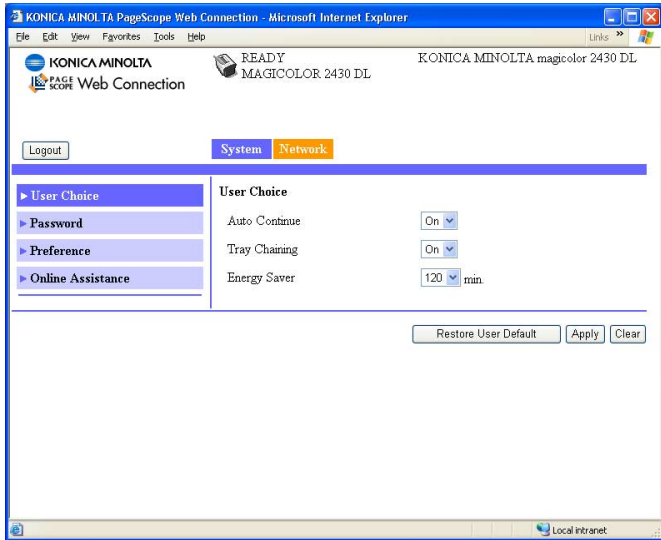 KONICA MINOLTA PageScope Web Connection - Microsoft Internet Explorer
File Edit View Favorites Tools Help Links »
KONICA MINOLTA
PAGE SCOPE Web Connection
READY
MAGICOLOR 2430 DL
KONICA MINOLTA magicolor 2430 DL
Logout
System Network
User Choice
Password
Preference
Online Assistance
User Choice
Auto Continue On
Tray Chaining On
Energy Saver 120 min.
Restore User Default Apply Clear
Local intranet